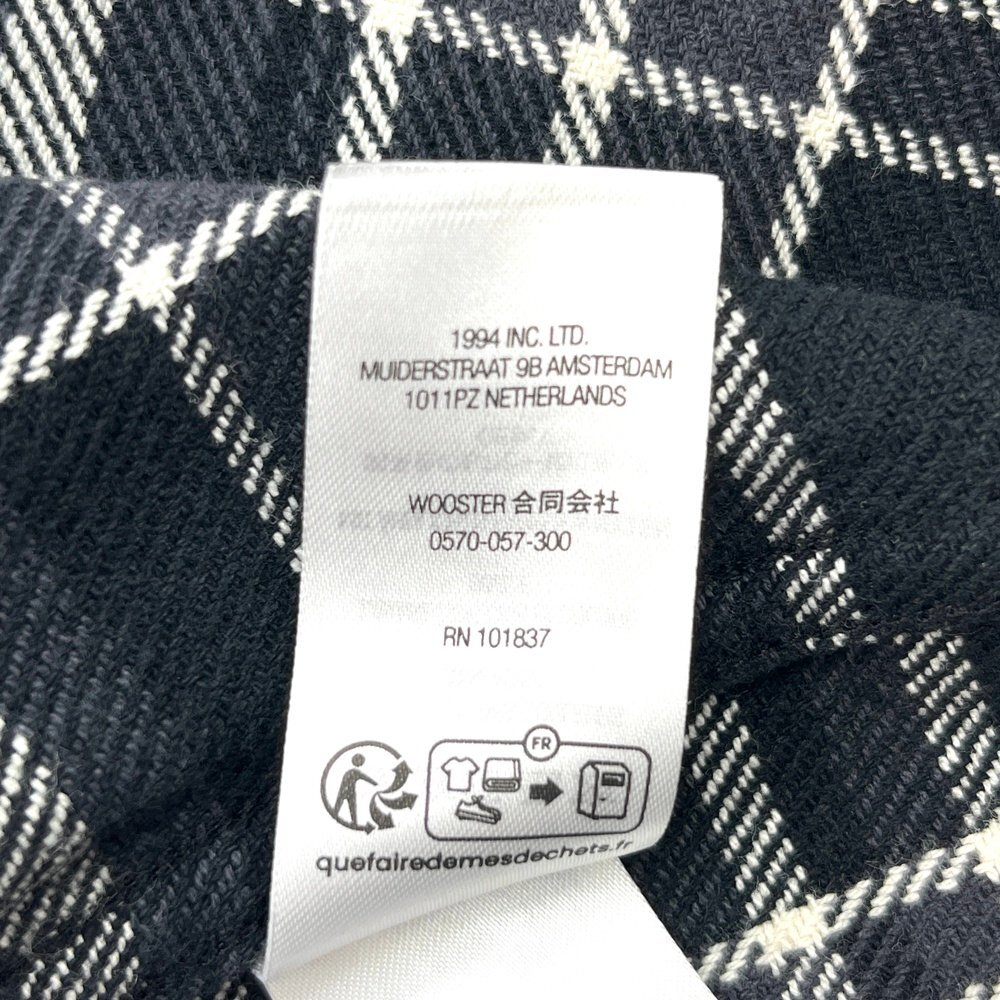 1994 INC. LTD.
MUIDERSTRAAT 9B AMSTERDAM
1011PZ NETHERLANDS
WOOSTER 合同会社
0570-057-300
RN 101837
FR
quefairedemesdechets.fr